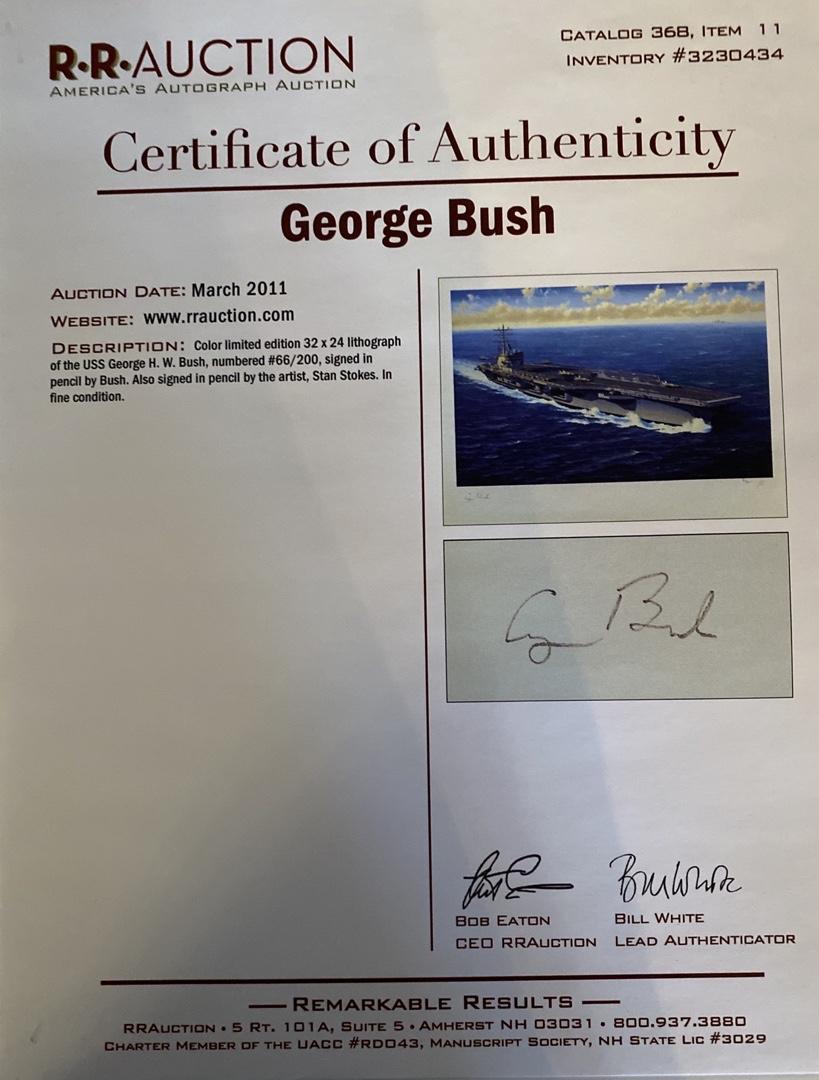 R·R·AUCTION
AMERICA'S AUTOGRAPH AUCTION
CATALOG 368, ITEM 11
INVENTORY #3230434
Certificate of Authenticity
George Bush
AUCTION DATE: March 2011
WEBSITE: www.rrauction.com
DESCRIPTION: Color limited edition 32 x 24 lithograph
of the USS George H. W. Bush, numbered #66/200, signed in
pencil by Bush. Also signed in pencil by the artist, Stan Stokes. In
fine condition.
BOB EATON
CEO RRAUCTION
Bill White
BILL WHITE
LEAD AUTHENTICATOR
REMARKABLE RESULTS
RRAUCTION • 5 RT. 101A, SUITE 5 • AMHERST NH 03031 • 800.937.3880
CHARTER MEMBER OF THE UACC #RD043, MANUSCRIPT SOCIETY, NH STATE LIC #3029